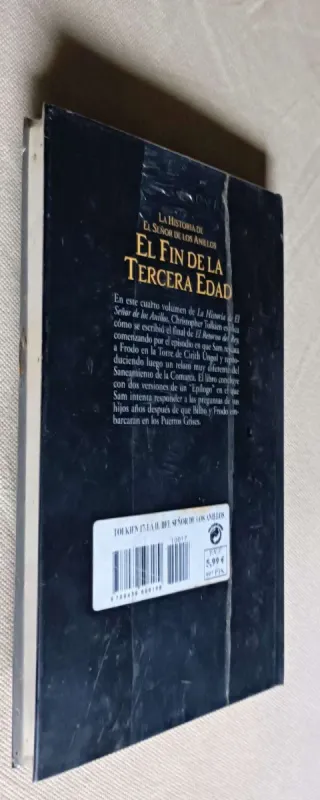 LA HISTORIA DE
EL SEÑOR DE LOS ANILLOS
EL FIN DE LA
TERCERA EDAD
En este cuarto volumen de La Historia de El
Señor de los Anillos, Christopher Tolkien explica
cómo se escribió el final de El Retorno del Rey,
comenzando por el episodio en que Sam rescata
a Frodo en la Torre de Cirith Ungol y repro-
duciendo luego un relato muy diferente del
Saneamiento de la Comarca. El libro concluye
con dos versiones de un "Epílogo" en el que
Sam intenta responder a las preguntas de sus
hijos años después de que Bilbo y Frodo em-
barcarán en los Puertos Grises.
TOLKIEN 17-LA H. DEL SEÑOR DE LOS ANILLOS
10017
P.V.P.
5,99 €